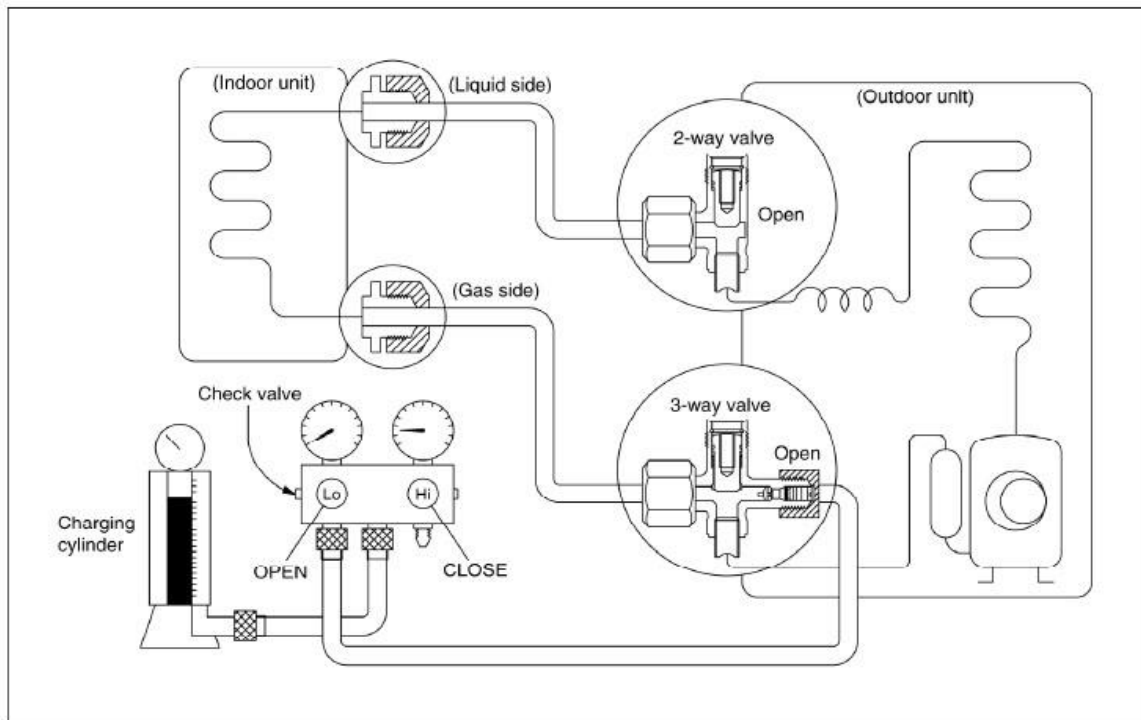 (Indoor unit)
(Liquid side)
(Outdoor unit)
2-way valve
Open
(Gas side)
Check valve
3-way valve
Open
Lo
Hi
Charging
cylinder
OPEN
CLOSE